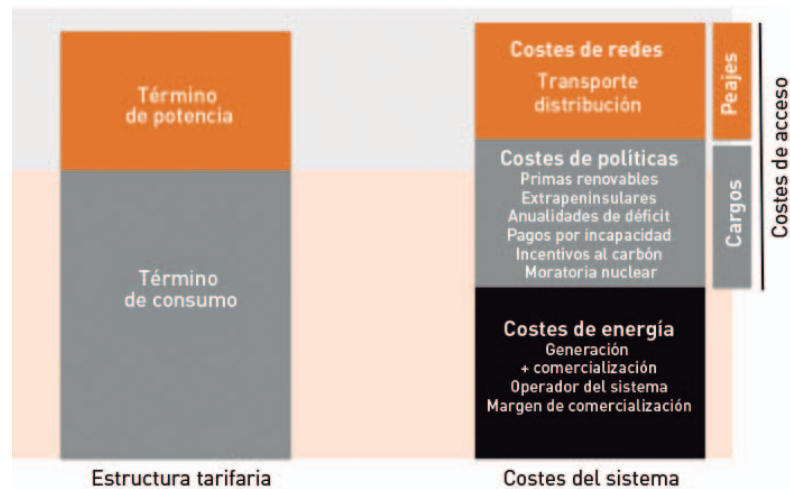 Término
de potencia
Término
de consumo
Estructura tarifaria
Costes de redes
Transporte
distribución
Costes de políticas
Primas renovables
Extrapeninsulares
Anualidades de déficit
Pagos por incapacidad
Incentivos al carbón
Moratoria nuclear
Costes de energía
Generación
+ comercialización
Operador del sistema
Margen de comercialización
Costes del sistema
Peajes
Cargos
Costes de acceso